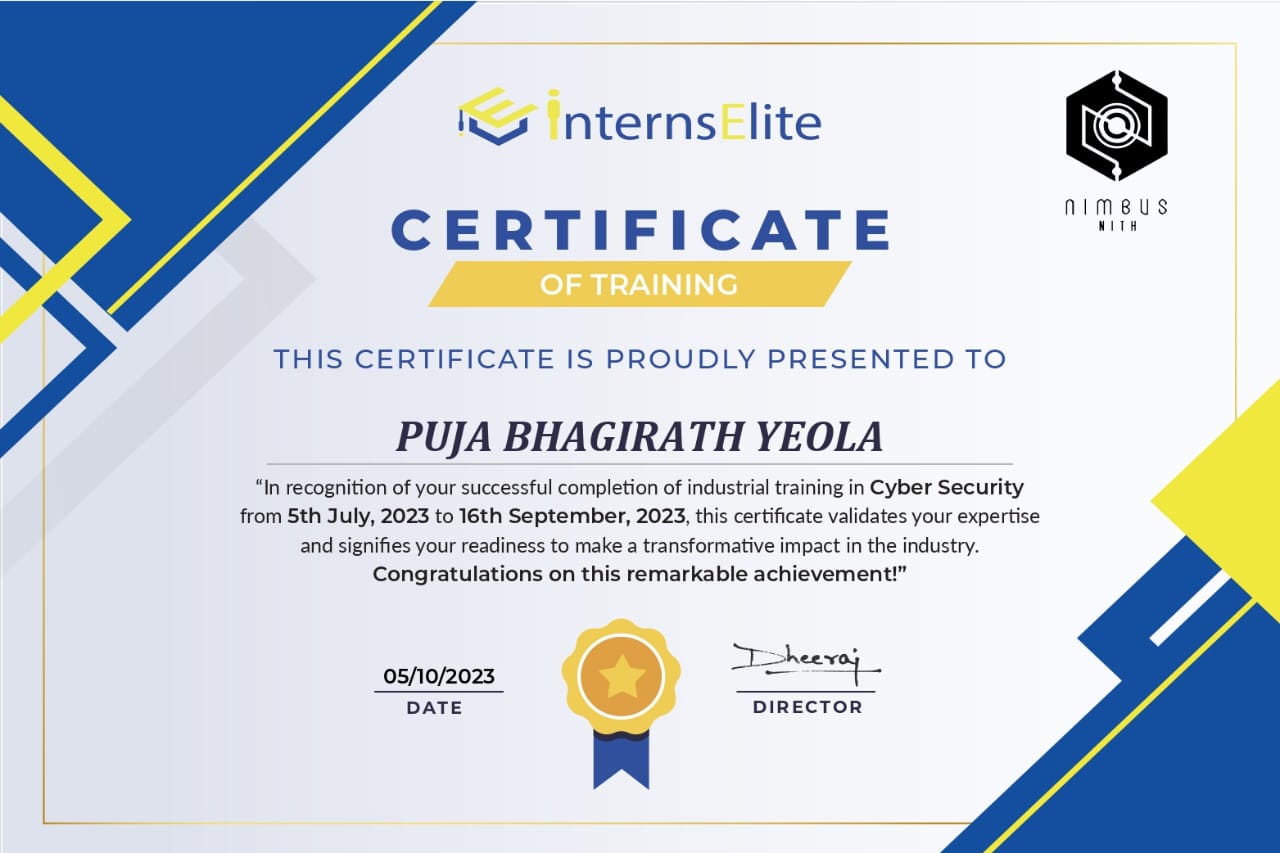 internsElite
NIMBUS
NITH
CERTIFICATE
OF TRAINING
THIS CERTIFICATE IS PROUDLY PRESENTED TO
PUJA BHAGIRATH YEOLA
“In recognition of your successful completion of industrial training in Cyber Security
from 5th July, 2023 to 16th September, 2023, this certificate validates your expertise
and signifies your readiness to make a transformative impact in the industry.
Congratulations on this remarkable achievement!”
05/10/2023
DATE
Dheeraj
DIRECTOR